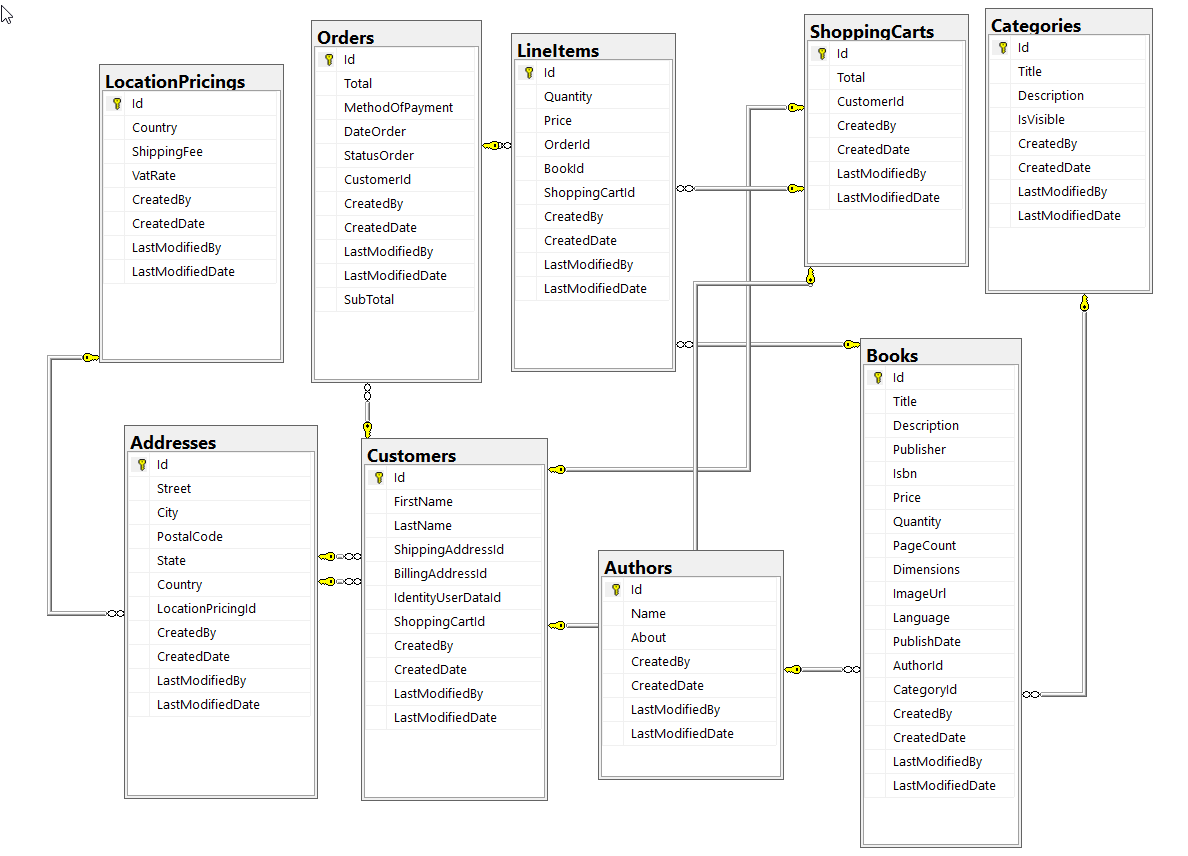 LocationPricings
Id
Country
ShippingFee
VatRate
CreatedBy
CreatedDate
LastModifiedBy
LastModifiedDate
Orders
Id
Total
MethodOfPayment
DateOrder
StatusOrder
CustomerId
CreatedBy
CreatedDate
LastModifiedBy
LastModifiedDate
SubTotal
LineItems
Id
Quantity
Price
OrderId
BookId
ShoppingCartId
CreatedBy
CreatedDate
LastModifiedBy
LastModifiedDate
ShoppingCarts
Id
Total
CustomerId
CreatedBy
CreatedDate
LastModifiedBy
LastModifiedDate
Categories
Id
Title
Description
IsVisible
CreatedBy
CreatedDate
LastModifiedBy
LastModifiedDate
Addresses
Id
Street
City
PostalCode
State
Country
LocationPricingId
CreatedBy
CreatedDate
LastModifiedBy
LastModifiedDate
Customers
Id
FirstName
LastName
ShippingAddressId
BillingAddressId
IdentityUserDataId
ShoppingCartId
CreatedBy
CreatedDate
LastModifiedBy
LastModifiedDate
Authors
Id
Name
About
CreatedBy
CreatedDate
LastModifiedBy
LastModifiedDate
Books
Id
Title
Description
Publisher
Isbn
Price
Quantity
PageCount
Dimensions
ImageUrl
Language
PublishDate
AuthorId
CategoryId
CreatedBy
CreatedDate
LastModifiedBy
LastModifiedDate